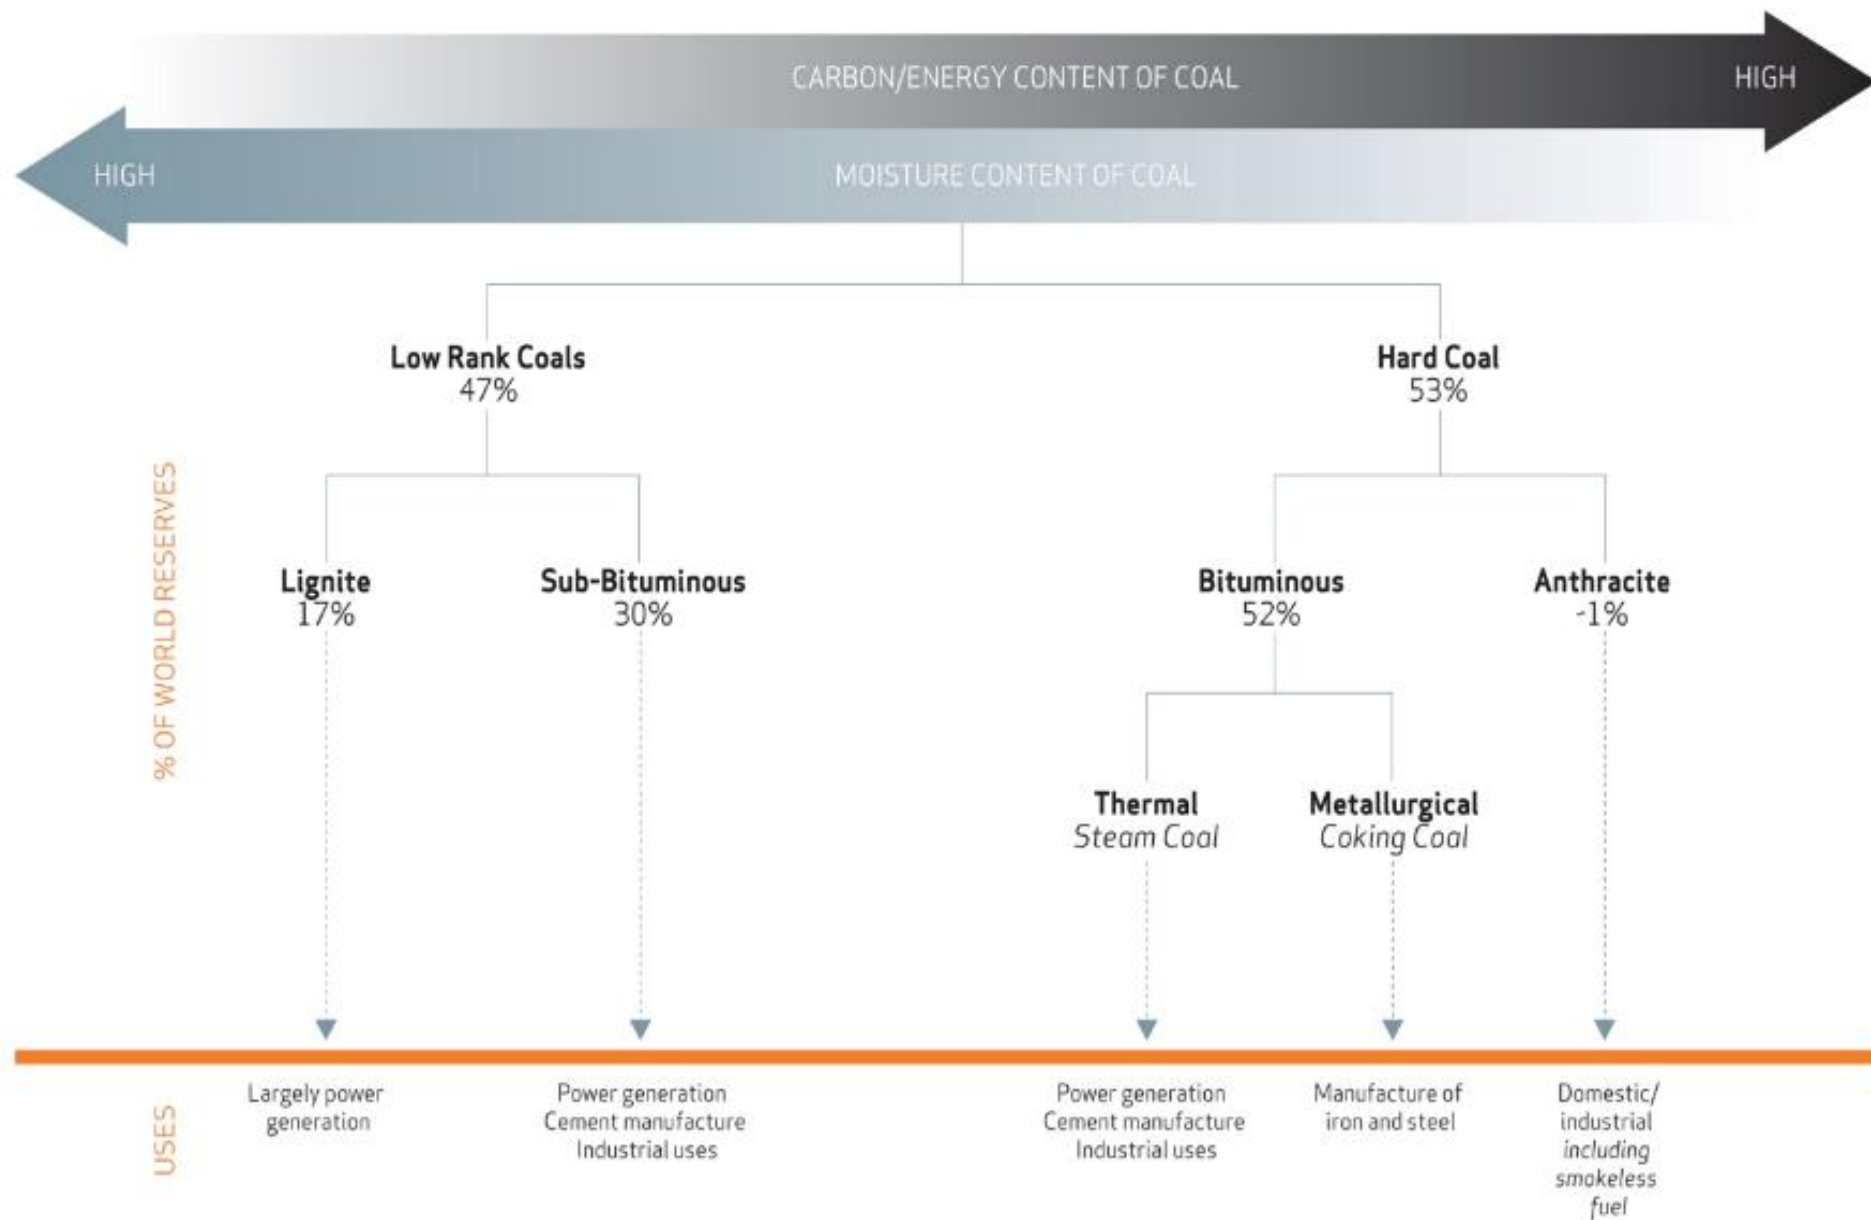 CARBON/ENERGY CONTENT OF COAL
HIGH
HIGH
MOISTURE CONTENT OF COAL
Low Rank Coals
47%
Hard Coal
53%
% OF WORLD RESERVES
Lignite
17%
Sub-Bituminous
30%
Bituminous
52%
Anthracite
~1%
Thermal
Steam Coal
Metallurgical
Coking Coal
USES
Largely power
generation
Power generation
Cement manufacture
Industrial uses
Power generation
Cement manufacture
Industrial uses
Manufacture of
iron and steel
Domestic/
industrial
including
smokeless
fuel